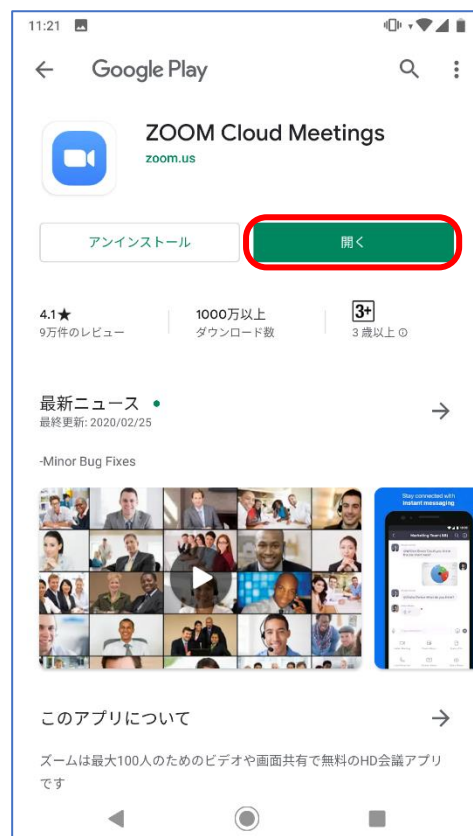 11:21
Google Play
ZOOM Cloud Meetings
zoom.us
アンインストール
開く
4.1★
9万件のレビュー
1000万以上
ダウンロード数
3+
3 歳以上
最新ニュース
最終更新: 2020/02/25
-Minor Bug Fixes
Stay connected with
instant messaging
このアプリについて
ズームは最大100人のためのビデオや画面共有で無料のHD会議アプリ
です